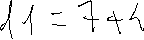 11 = 7 + 4